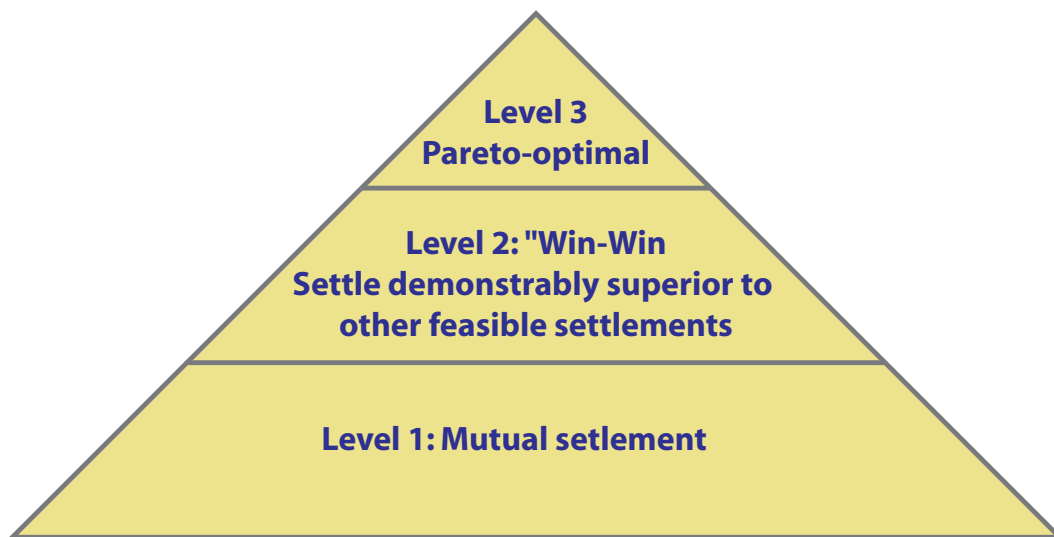 Level 3
Pareto-optimal
Level 2: "Win-Win
Settle demonstrably superior to
other feasible settlements
Level 1: Mutual setlement